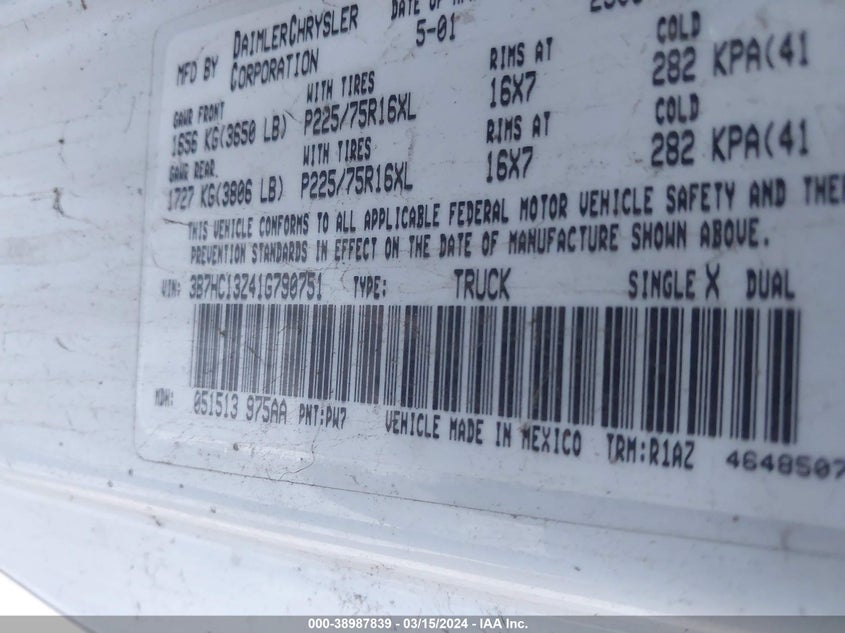 MFD BY DAIMLERCHRYSLER CORPORATION
DATE OF
5-01
GAWR FRONT WITH TIRES RIMS AT COLD
1656 KG(3650 LB) P225/75R16XL 16X7 282 KPA(41
GAWR REAR WITH TIRES RIMS AT COLD
1727 KG(3806 LB) P225/75R16XL 16X7 282 KPA(41
THIS VEHICLE CONFORMS TO ALL APPLICABLE FEDERAL MOTOR VEHICLE SAFETY AND THEF
PREVENTION STANDARDS IN EFFECT ON THE DATE OF MANUFACTURE SHOWN ABOVE.
VIN: 3B7HC13Z41G790751 TYPE: TRUCK SINGLE X DUAL
MDH: 051513 975AA PNT:PW7 VEHICLE MADE IN MEXICO TRM:R1AZ 4648507
000-38987839 - 03/15/2024 - IAA Inc.